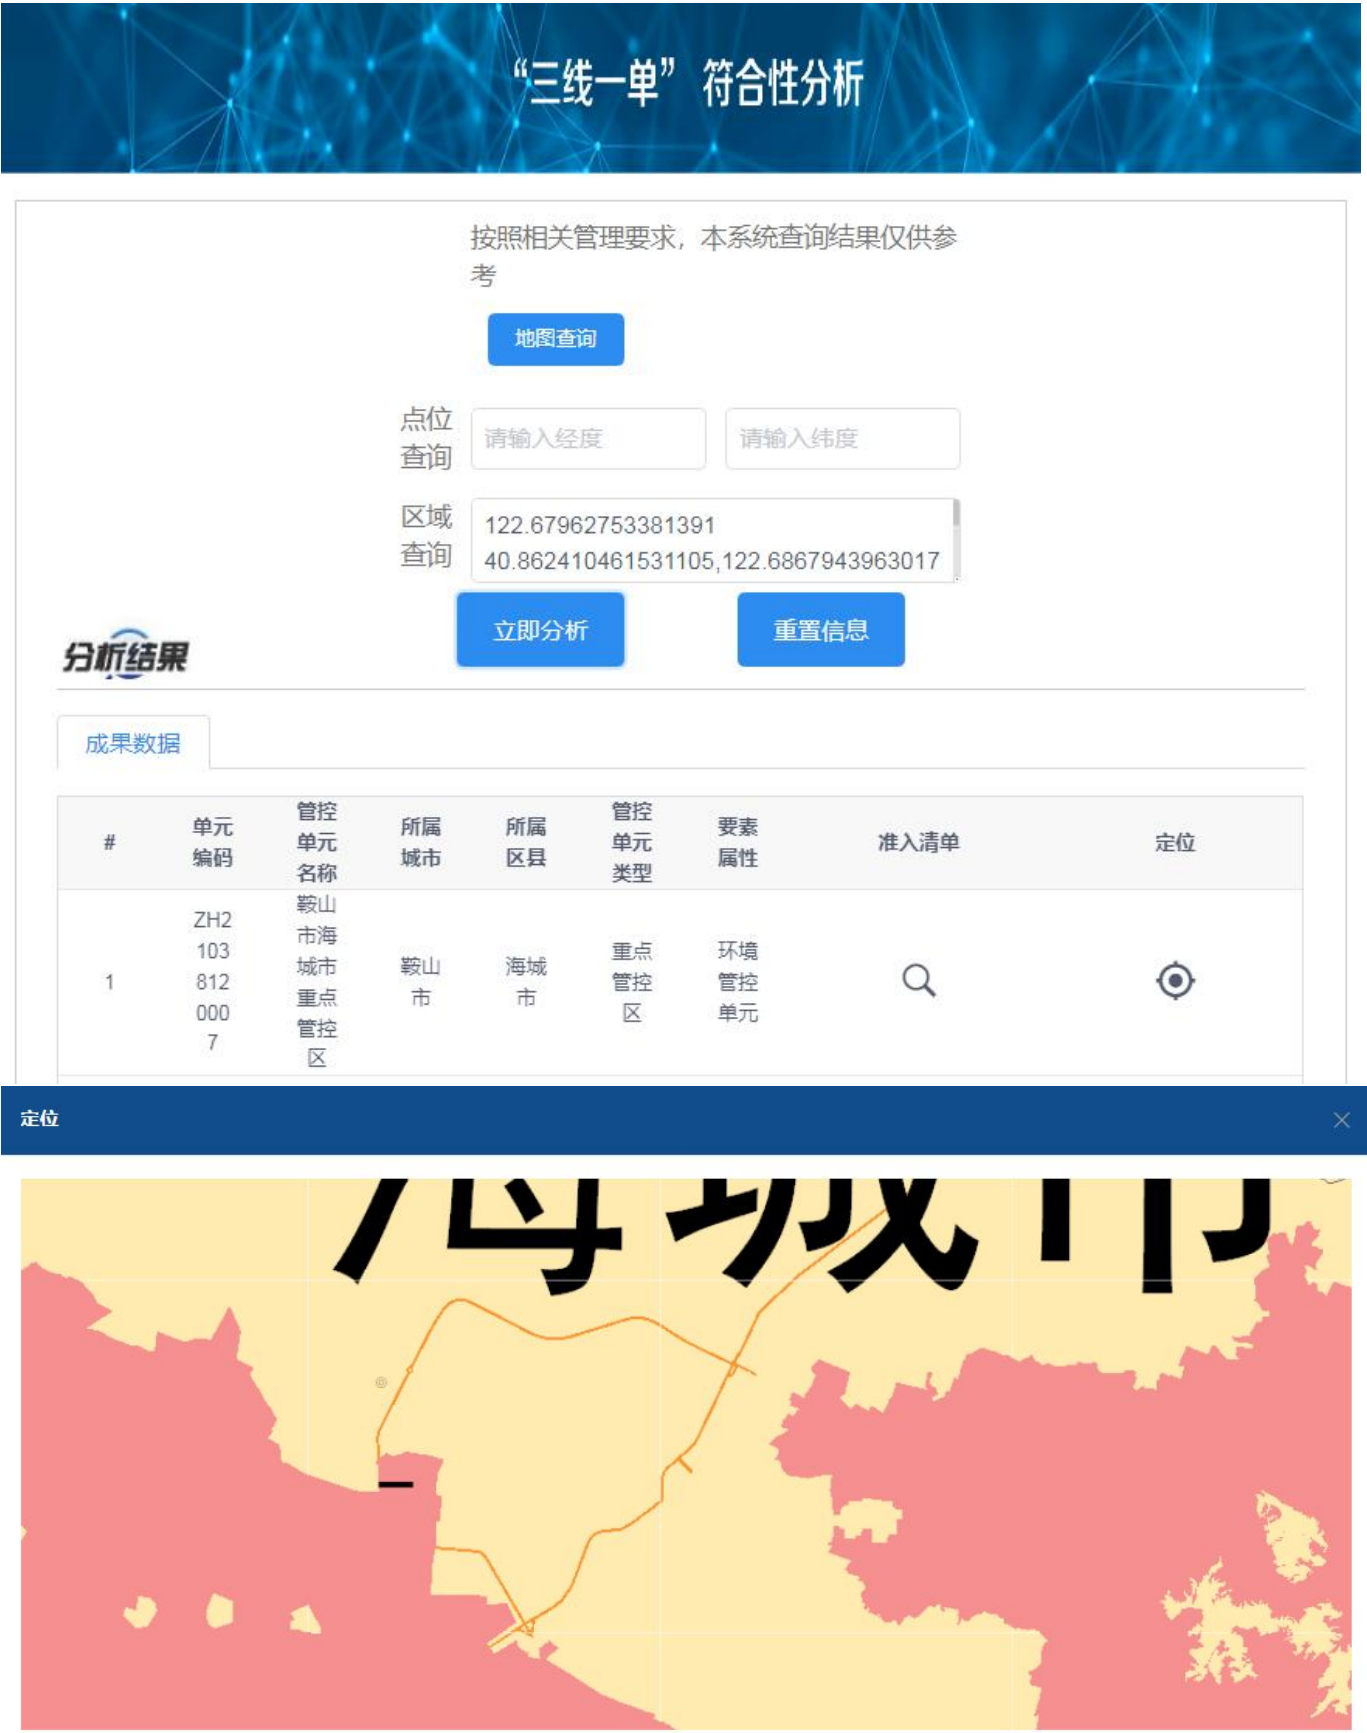 “三线一单”符合性分析
按照相关管理要求，本系统查询结果仅供参
考
地图查询
点位
查询
请输入经度
请输入纬度
区域
查询
122.67962753381391
40.862410461531105,122.6867943963017
立即分析
重置信息
分析结果
成果数据
#
单元
编码
管控
单元
名称
所属
城市
所属
区县
管控
单元
类型
要素
属性
准入清单
定位
1
ZH2
103
812
000
7
鞍山
市海
城市
重点
管控
区
鞍山
市
海城
市
重点
管控
区
环境
管控
单元
定位
海城市